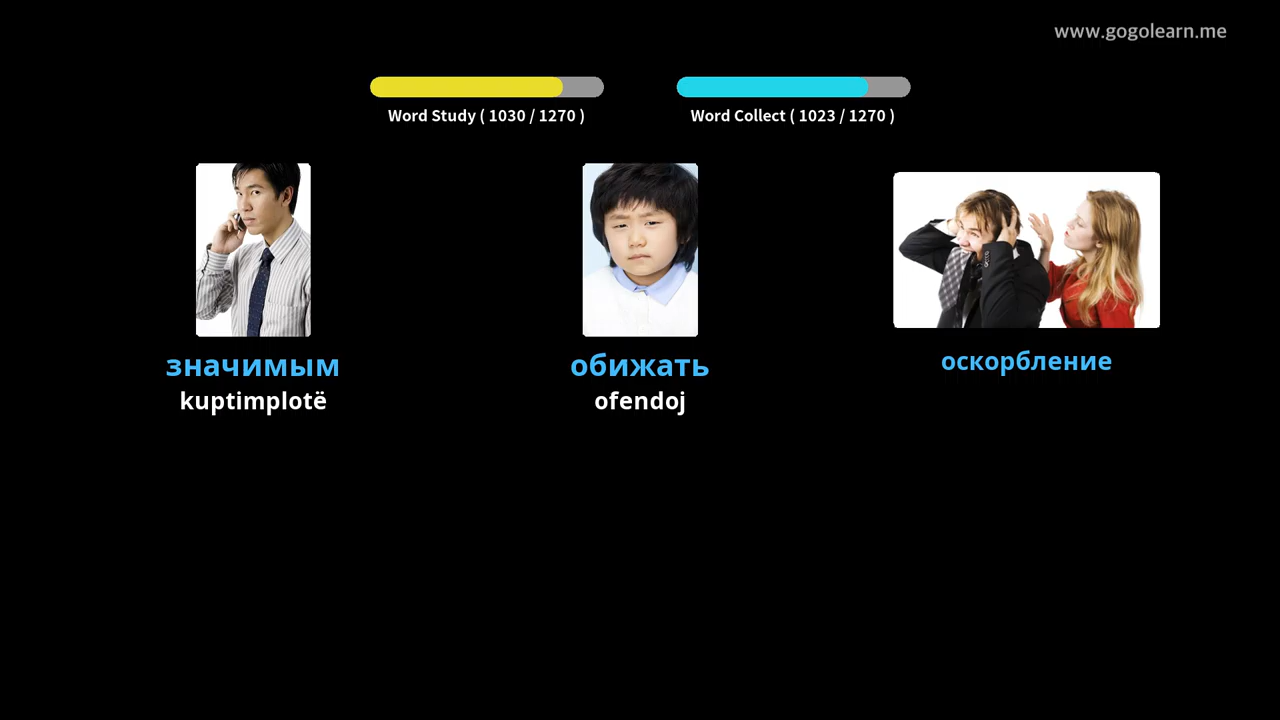 www.gogolearn.me
Word Study ( 1030 / 1270 )
Word Collect ( 1023 / 1270 )
значимым
kuptimplotë
обижать
ofendoj
оскорбление